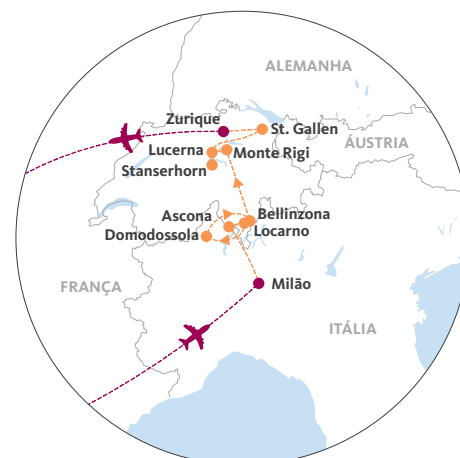 ALEMANHA
Zurique
St. Gallen
ÁUSTRIA
Lucerna
Monte Rigi
Stanserhorn
Ascona
Bellinzona
Domodossola
Locarno
FRANÇA
Milão
ITÁLIA